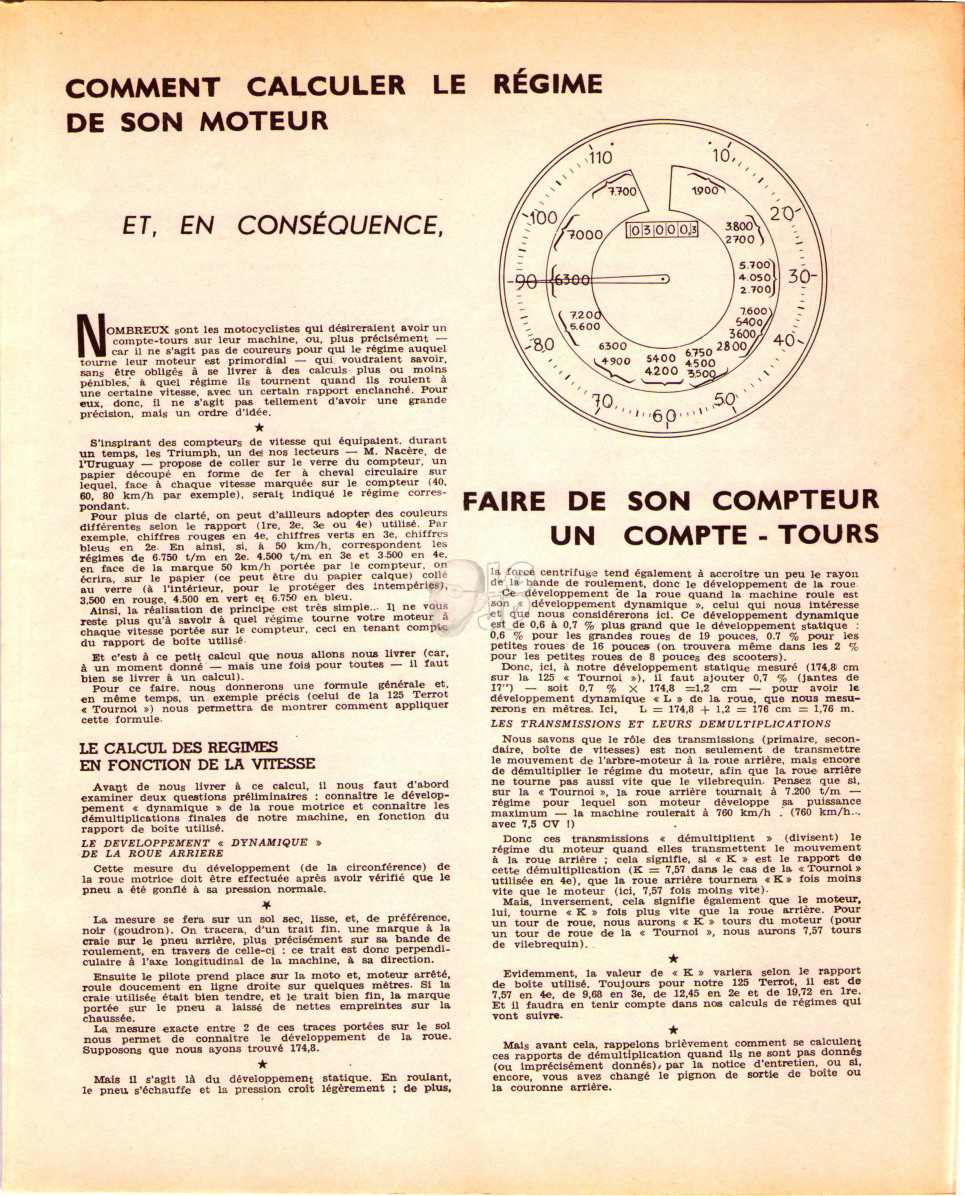 COMMENT CALCULER LE RÉGIME
DE SON MOTEUR
ET, EN CONSÉQUENCE,
10
20
30
40
50
60
70
80
90
100
110
1900
3.800
2700
5.700
4.050
2.700
7.600
5400
3600
2800
6.750
4.500
3.500
5400
4.200
6300
4900
7.200
5.600
6300
7.000
7.700
03000,3
FAIRE DE SON COMPTEUR
UN COMPTE - TOURS
NOMBREUX sont les motocyclistes qui désireraient avoir un
compte-tours sur leur machine, ou, plus précisément —
car il ne s'agit pas de coureurs pour qui le régime auquel
tourne leur moteur est primordial — qui voudraient savoir,
sans être obligés à se livrer à des calculs plus ou moins
pénibles, à quel régime ils tournent quand ils roulent à
une certaine vitesse, avec un certain rapport enclanché. Pour
eux, donc, il ne s'agit pas tellement d'avoir une grande
précision, mais un ordre d'idée.
★
S'inspirant des compteurs de vitesse qui équipaient. durant
un temps, les Triumph, un de nos lecteurs — M. Nacère, de
l'Uruguay — propose de coller sur le verre du compteur, un
papier découpé en forme de fer à cheval circulaire sur
lequel, face à chaque vitesse marquée sur le compteur (40,
60, 80 km/h par exemple), serait indiqué le régime corres-
pondant.
Pour plus de clarté, on peut d'ailleurs adopter des couleurs
différentes selon le rapport (1re, 2e, 3e ou 4e) utilisé. Par
exemple, chiffres rouges en 4e, chiffres verts en 3e, chiffres
bleus en 2e. En ainsi, si, à 50 km/h, correspondent les
régimes de 6.750 t/m en 2e. 4.500 t/m en 3e et 3.500 en 4e,
en face de la marque 50 km/h portée par le compteur, on
écrira, sur le papier (ce peut être du papier calque) collé
au verre (à l'intérieur, pour le protéger des intempéries),
3.500 en rouge, 4.500 en vert et 6.750 en bleu.
Ainsi, la réalisation de principe est très simple... Il ne vous
reste plus qu'à savoir à quel régime tourne votre moteur à
chaque vitesse portée sur le compteur, ceci en tenant compte
du rapport de boîte utilisé.
Et c'est à ce petit calcul que nous allons nous livrer (car,
à un moment donné — mais une fois pour toutes — il faut
bien se livrer à un calcul).
Pour ce faire. nous donnerons une formule générale et,
en même temps, un exemple précis (celui de la 125 Terrot
« Tournoi ») nous permettra de montrer comment appliquer
cette formule.
LE CALCUL DES REGIMES
EN FONCTION DE LA VITESSE
Avant de nous livrer à ce calcul, il nous faut d'abord
examiner deux questions préliminaires : connaître le dévelop-
pement « dynamique » de la roue motrice et connaître les
démultiplications finales de notre machine, en fonction du
rapport de boîte utilisé.
LE DEVELOPPEMENT « DYNAMIQUE »
DE LA ROUE ARRIERE
Cette mesure du développement (de la circonférence) de
la roue motrice doit être effectuée après avoir vérifié que le
pneu a été gonflé à sa pression normale.
★
La mesure se fera sur un sol sec, lisse, et, de préférence,
noir (goudron). On tracera, d'un trait fin, une marque à la
craie sur le pneu arrière, plus précisément sur sa bande de
roulement, en travers de celle-ci : ce trait est donc perpendi-
culaire à l'axe longitudinal de la machine, à sa direction.
Ensuite le pilote prend place sur la moto et, moteur arrêté,
roule doucement en ligne droite sur quelques mètres. Si la
craie utilisée était bien tendre, et le trait bien fin, la marque
portée sur le pneu a laissé de nettes empreintes sur la
chaussée.
La mesure exacte entre 2 de ces traces portées sur le sol
nous permet de connaître le développement de la roue.
Supposons que nous ayons trouvé 174,8.
★
Mais il s'agit là du développement statique. En roulant,
le pneu s'échauffe et la pression croît légèrement ; de plus,
la force centrifuge tend également à accroître un peu le rayon
de la bande de roulement, donc le développement de la roue.
Ce développement de la roue quand la machine roule est
son « développement dynamique », celui qui nous intéresse
et que nous considérerons ici. Ce développement dynamique
est de 0,6 à 0,7 % plus grand que le développement statique :
0,6 % pour les grandes roues de 19 pouces, 0.7 % pour les
petites roues de 16 pouces (on trouvera même dans les 2 %
pour les petites roues de 8 pouces des scooters).
Donc, ici, à notre développement statique mesuré (174,8 cm
sur la 125 « Tournoi »), il faut ajouter 0,7 % (jantes de
17") — soit 0,7 % × 174,8 =1,2 cm — pour avoir le
développement dynamique « L » de la roue, que nous mesu-
rerons en mètres. Ici, L = 174,8 + 1,2 = 176 cm = 1,76 m.
LES TRANSMISSIONS ET LEURS DEMULTIPLICATIONS
Nous savons que le rôle des transmissions (primaire, secon-
daire, boîte de vitesses) est non seulement de transmettre
le mouvement de l'arbre-moteur à la roue arrière, mais encore
de démultiplier le régime du moteur, afin que la roue arrière
ne tourne pas aussi vite que le vilebrequin. Pensez que si,
sur la « Tournoi », la roue arrière tournait à 7.200 t/m —
régime pour lequel son moteur développe sa puissance
maximum — la machine roulerait à 760 km/h . (760 km/h...
avec 7,5 CV !)
Donc ces transmissions « démultiplient » (divisent) le
régime du moteur quand elles transmettent le mouvement
à la roue arrière ; cela signifie, si « K » est le rapport de
cette démultiplication (K = 7,57 dans le cas de la « Tournoi »
utilisée en 4e), que la roue arrière tournera « K » fois moins
vite que le moteur (ici, 7,57 fois moins vite).
Mais, inversement, cela signifie également que le moteur,
lui, tourne « K » fois plus vite que la roue arrière. Pour
un tour de roue, nous aurons « K » tours du moteur (pour
un tour de roue de la « Tournoi », nous aurons 7,57 tours
de vilebrequin).
★
Evidemment, la valeur de « K » variera selon le rapport
de boîte utilisé. Toujours pour notre 125 Terrot, il est de
7,57 en 4e, de 9,68 en 3e, de 12,45 en 2e et de 19,72 en 1re.
Et il faudra en tenir compte dans nos calculs de régimes qui
vont suivre.
★
Mais avant cela, rappelons brièvement comment se calculent
ces rapports de démultiplication quand ils ne sont pas donnés
(ou imprécisément donnés), par la notice d'entretien, ou si,
encore, vous avez changé le pignon de sortie de boîte ou
la couronne arrière.